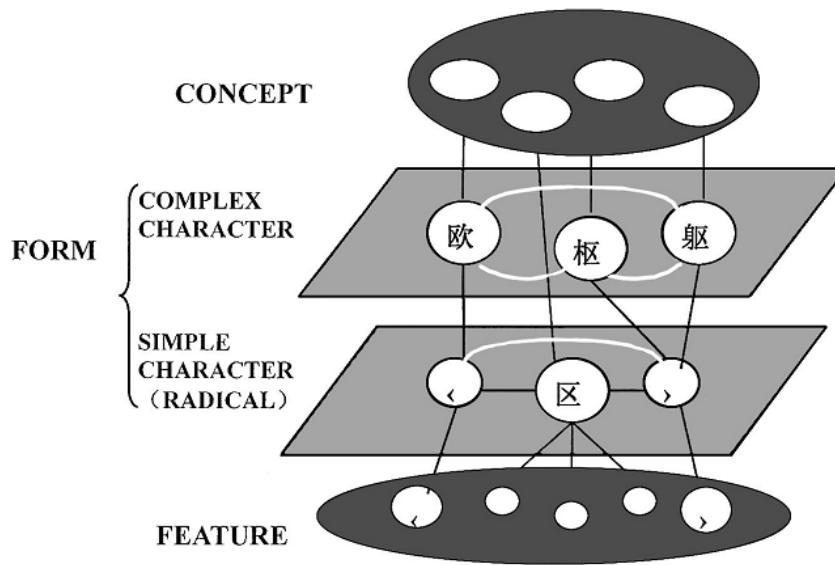 CONCEPT
COMPLEX
CHARACTER
FORM
欧 枢 躯
SIMPLE
CHARACTER
（RADICAL）
‹ 区 ›
‹ ›
FEATURE